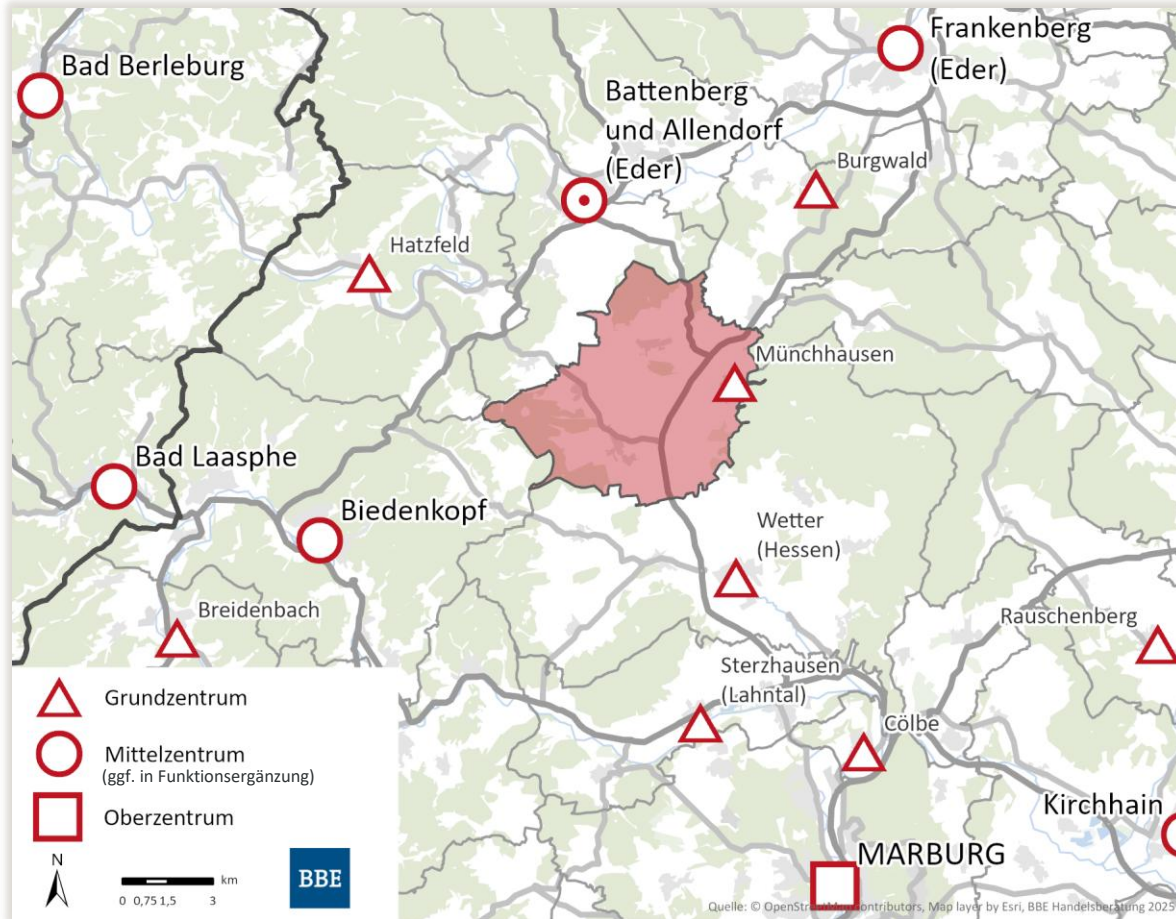 Bad Berleburg
Frankenberg
(Eder)
Battenberg
und Allendorf
(Eder)
Burgwald
Hatzfeld
Münchhausen
Bad Laasphe
Biedenkopf
Wetter
(Hessen)
Breidenbach
Rauschenberg
Sterzhausen
(Lahntal)
Cölbe
Kirchhain
MARBURG
Grundzentrum
Mittelzentrum
(ggf. in Funktionsergänzung)
Oberzentrum
N
km
0 0,75 1,5 3
BBE
Quelle: © OpenStreetMap contributors, Map layer by Esri, BBE Handelsberatung 2021